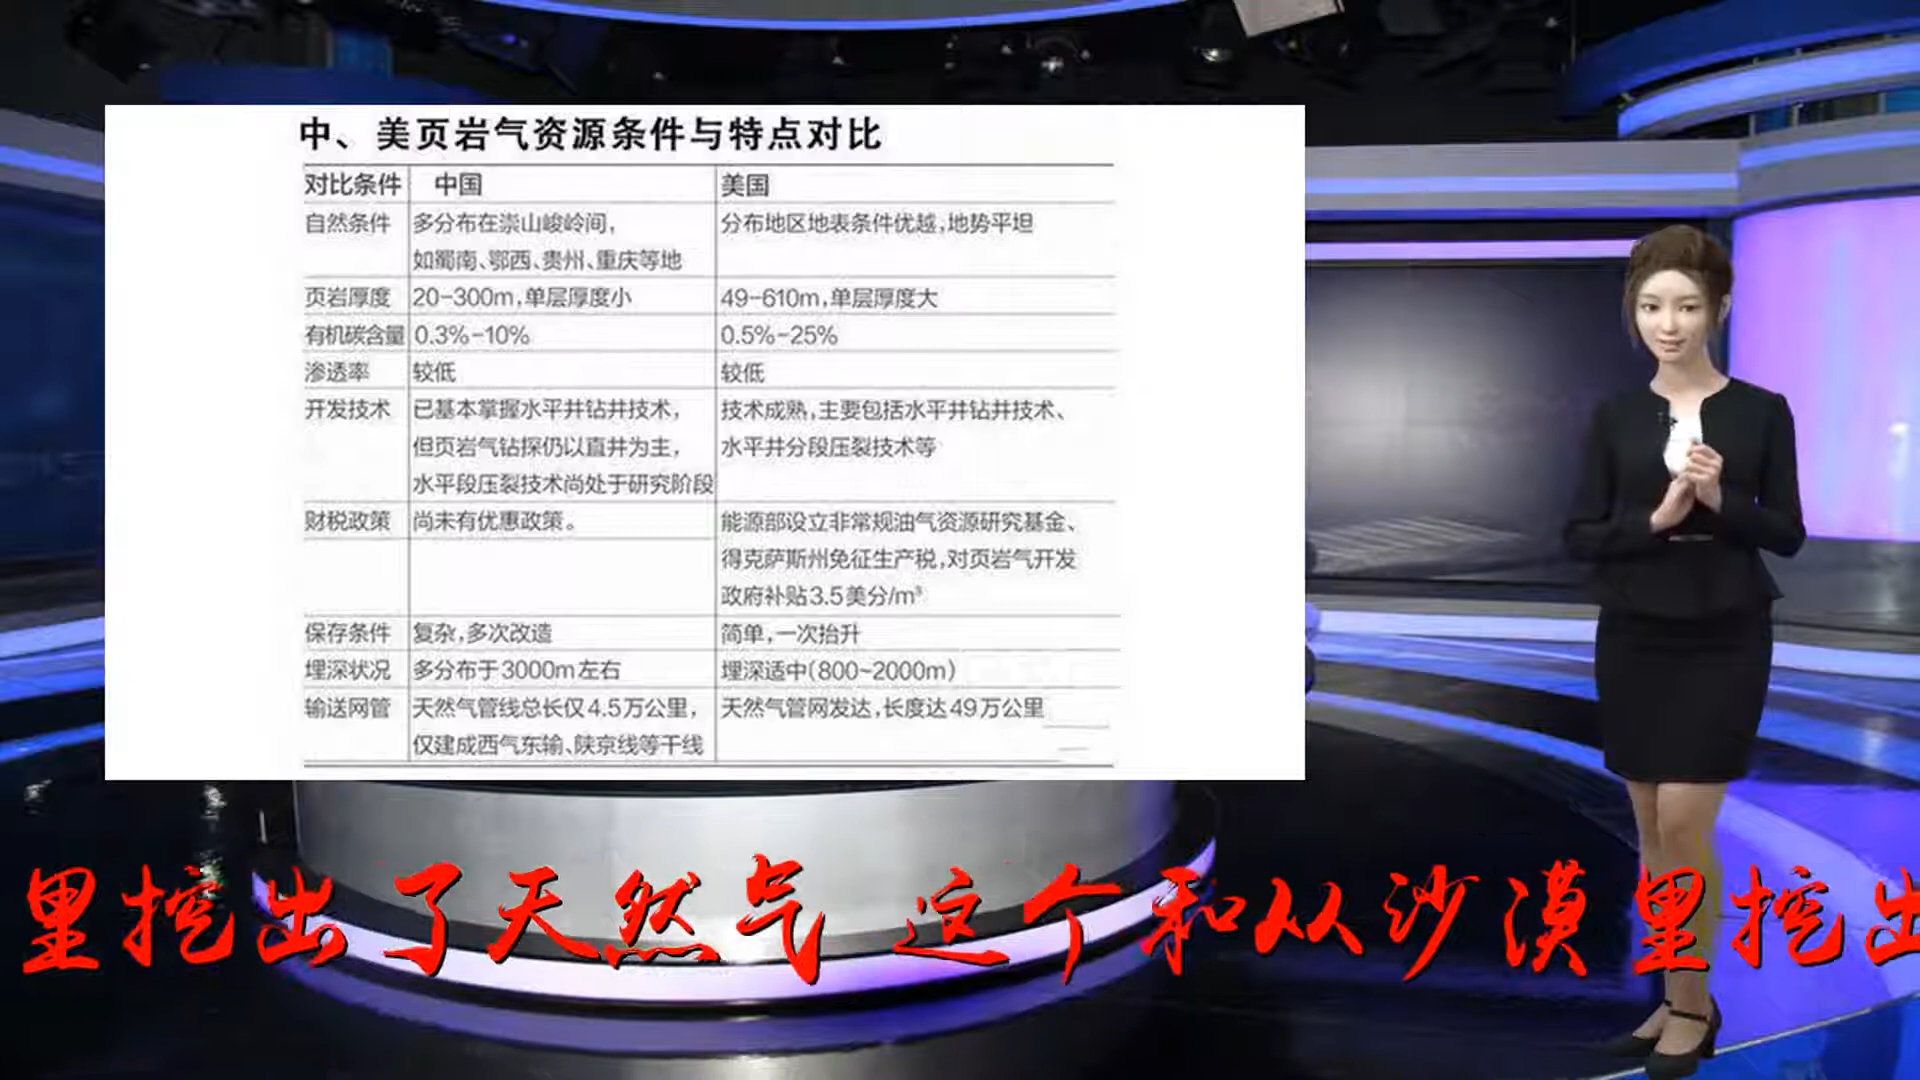 中、美页岩气资源条件与特点对比
对比条件 中国 美国
自然条件 多分布在崇山峻岭间, 分布地区地表条件优越,地势平坦
如蜀南、鄂西、贵州、重庆等地
页岩厚度 20-300m,单层厚度小 49-610m,单层厚度大
有机碳含量 0.3%-10% 0.5%-25%
渗透率 较低 较低
开发技术 已基本掌握水平井钻井技术, 技术成熟,主要包括水平井钻井技术、
但页岩气钻探仍以直井为主, 水平井分段压裂技术等
水平段压裂技术尚处于研究阶段
财税政策 尚未有优惠政策。 能源部设立非常规油气资源研究基金、
得克萨斯州免征生产税,对页岩气开发
政府补贴3.5美分/m³
保存条件 复杂,多次改造 简单,一次抬升
埋深状况 多分布于3000m左右 埋深适中(800~2000m)
输送网管 天然气管线总长仅4.5万公里, 天然气管网发达,长度达49万公里
仅建成西气东输、陕京线等干线
里挖出了天然气 这个和从沙漠里挖出